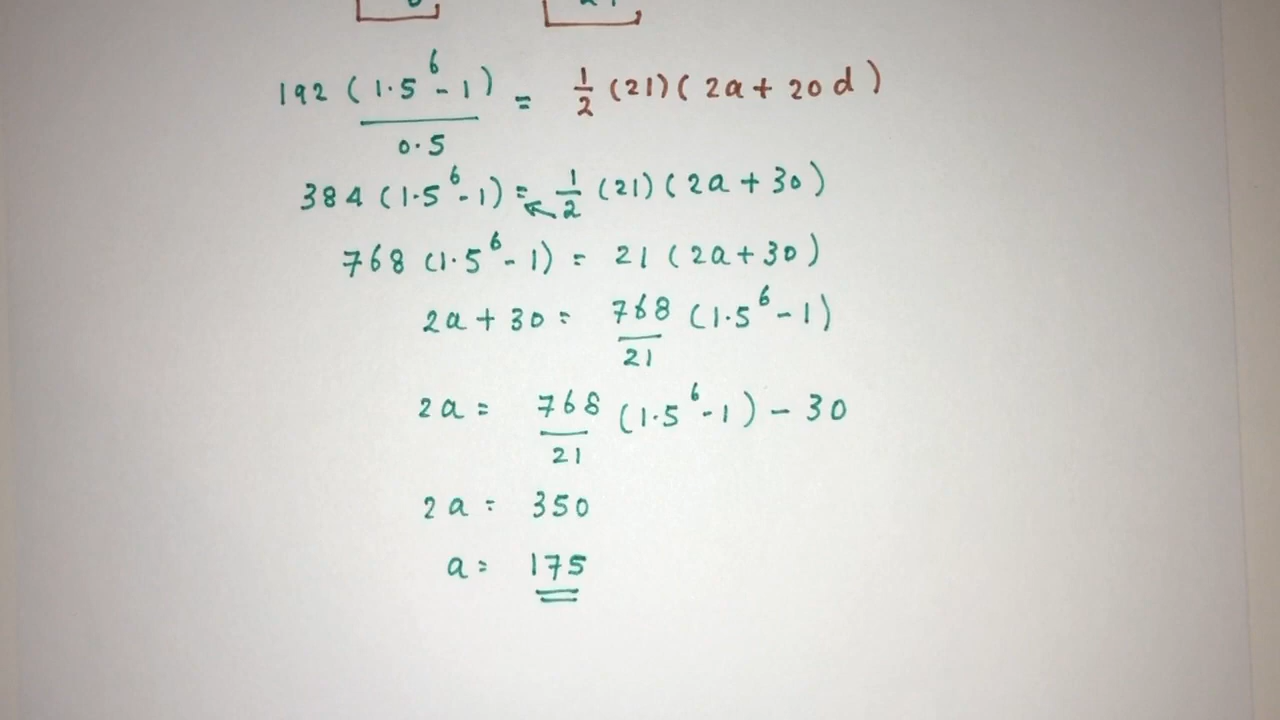 192 (1.5^6 - 1) / 0.5 = 1/2 (21) (2a + 20d)
384 (1.5^6 - 1) = 1/2 (21) (2a + 30)
768 (1.5^6 - 1) = 21 (2a + 30)
2a + 30 = 768/21 (1.5^6 - 1)
2a = 768/21 (1.5^6 - 1) - 30
2a = 350
a = 175